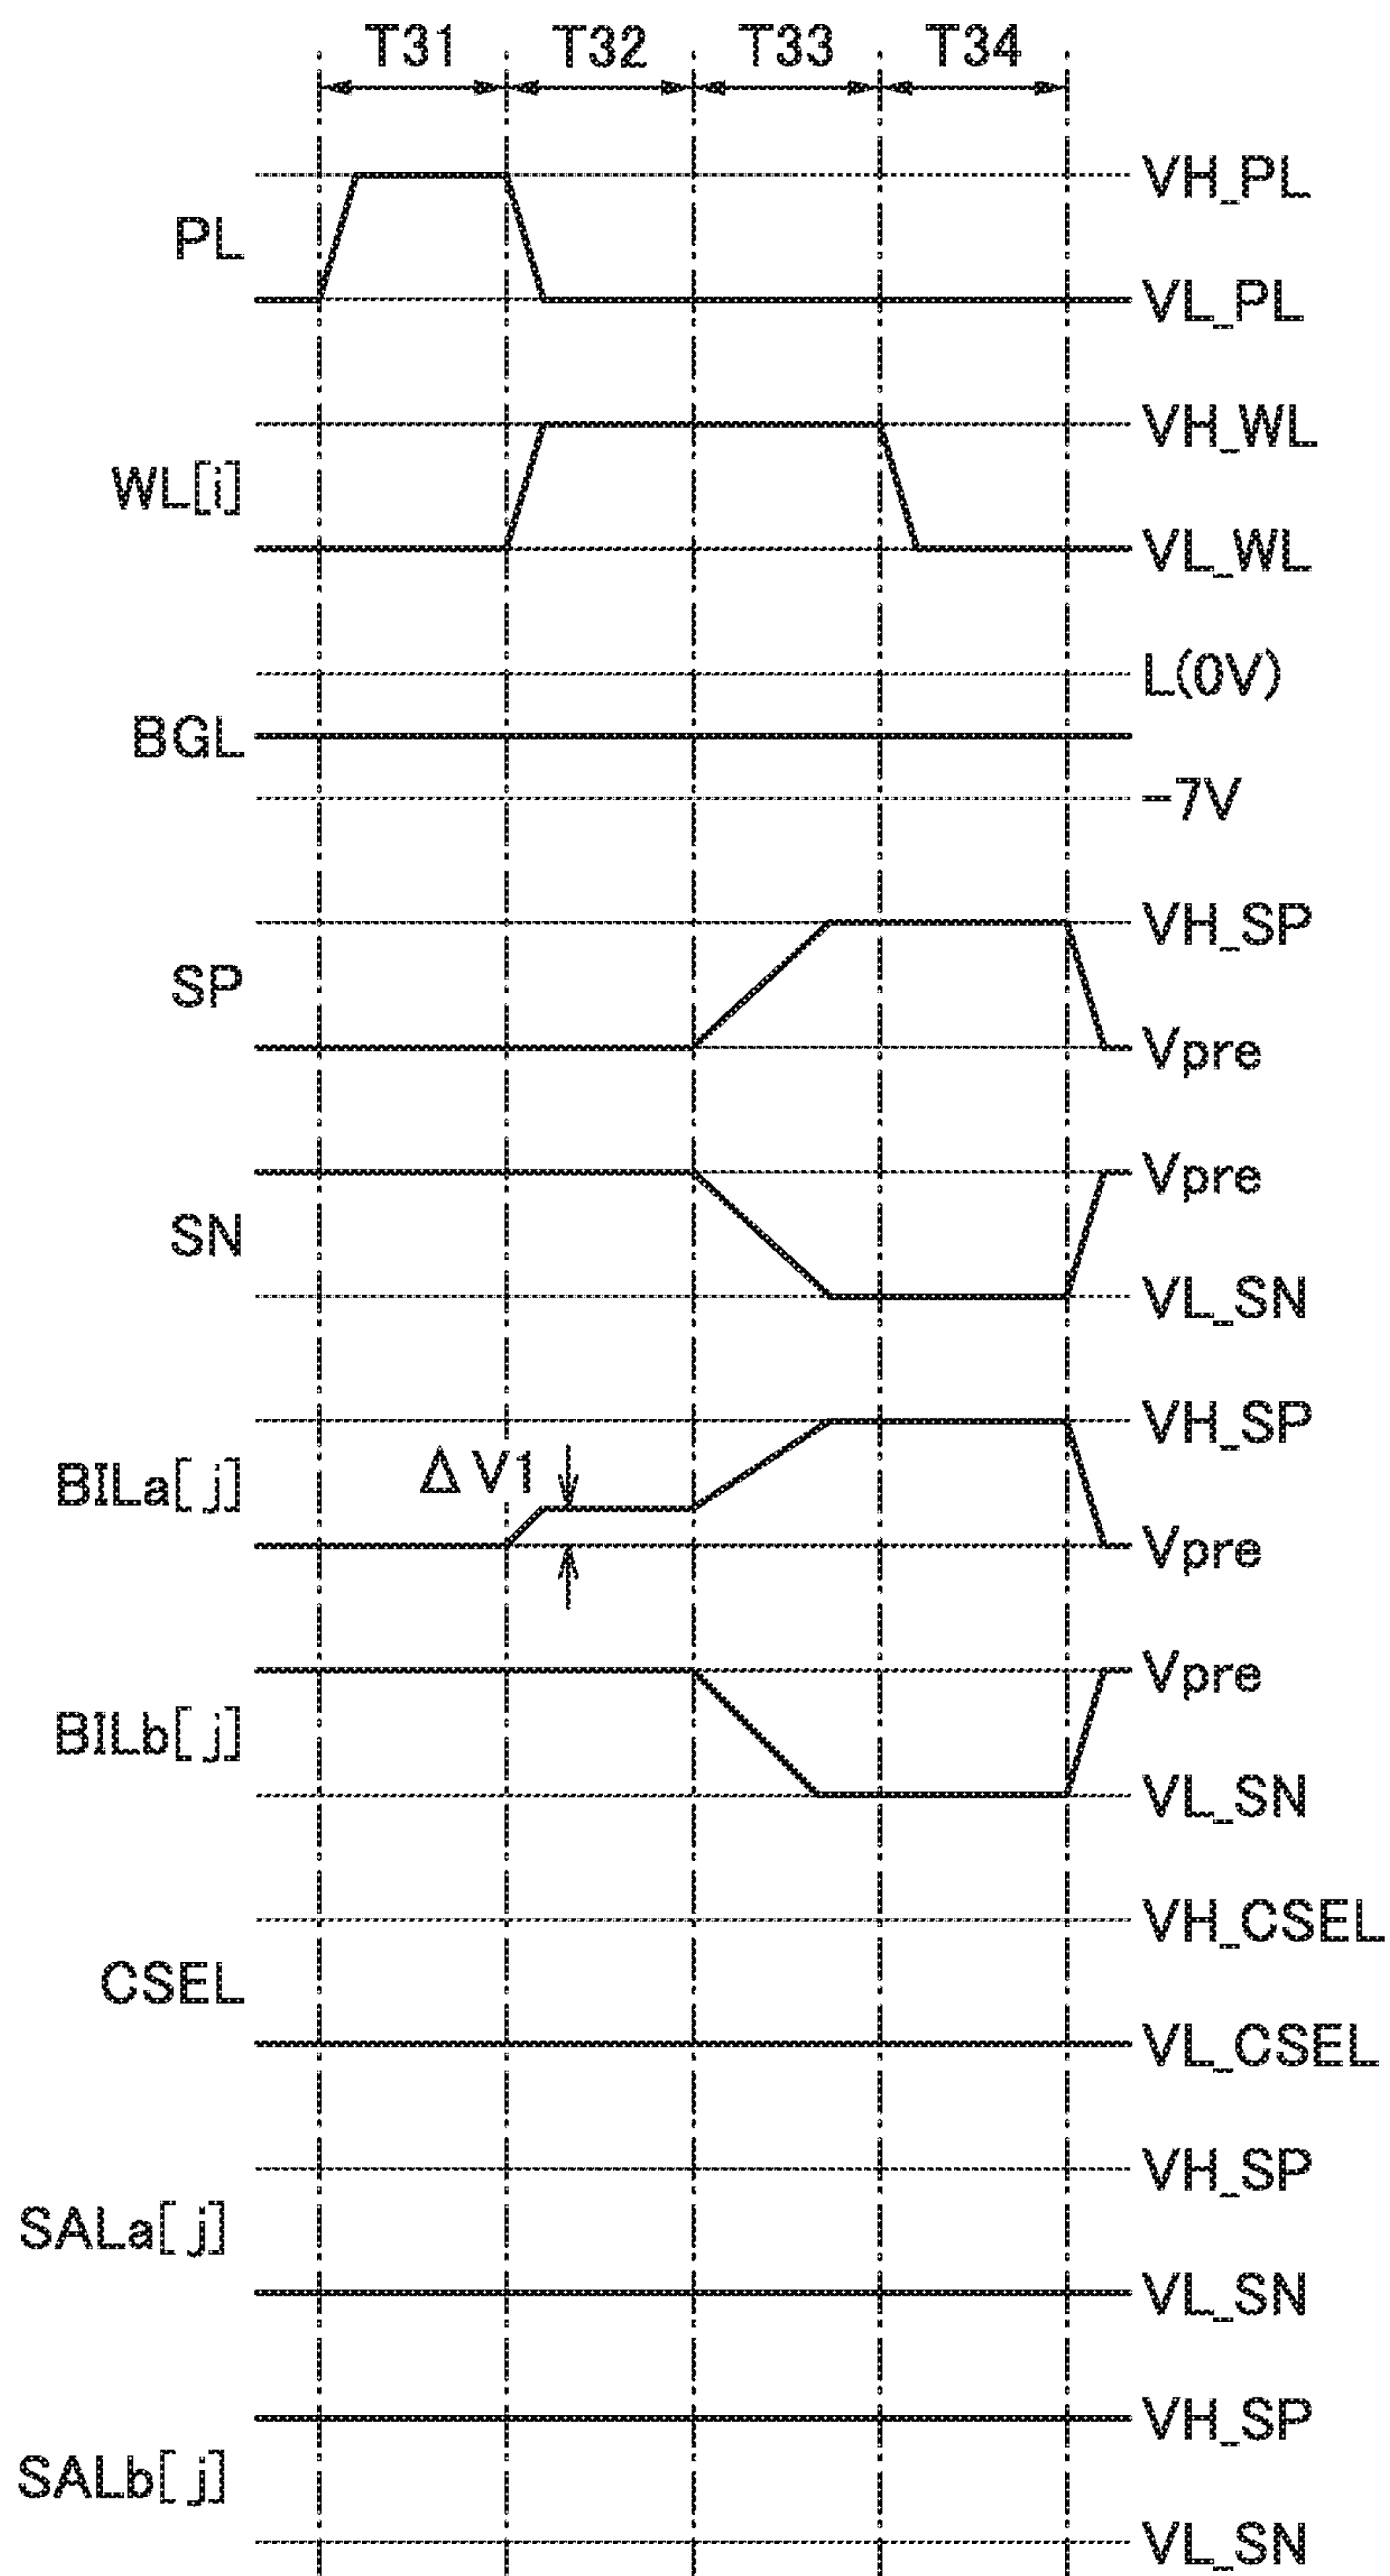 T31 T32 T33 T34
VH_PL
PL
VL_PL
VH_WL
WL[i]
VL_WL
L(0V)
BGL
-7V
VH_SP
SP
Vpre
Vpre
SN
VL_SN
VH_SP
ΔV1
BILa[j]
Vpre
Vpre
BILb[j]
VL_SN
VH_CSEL
CSEL
VL_CSEL
VH_SP
SALa[j]
VL_SN
VH_SP
SALb[j]
VL_SN